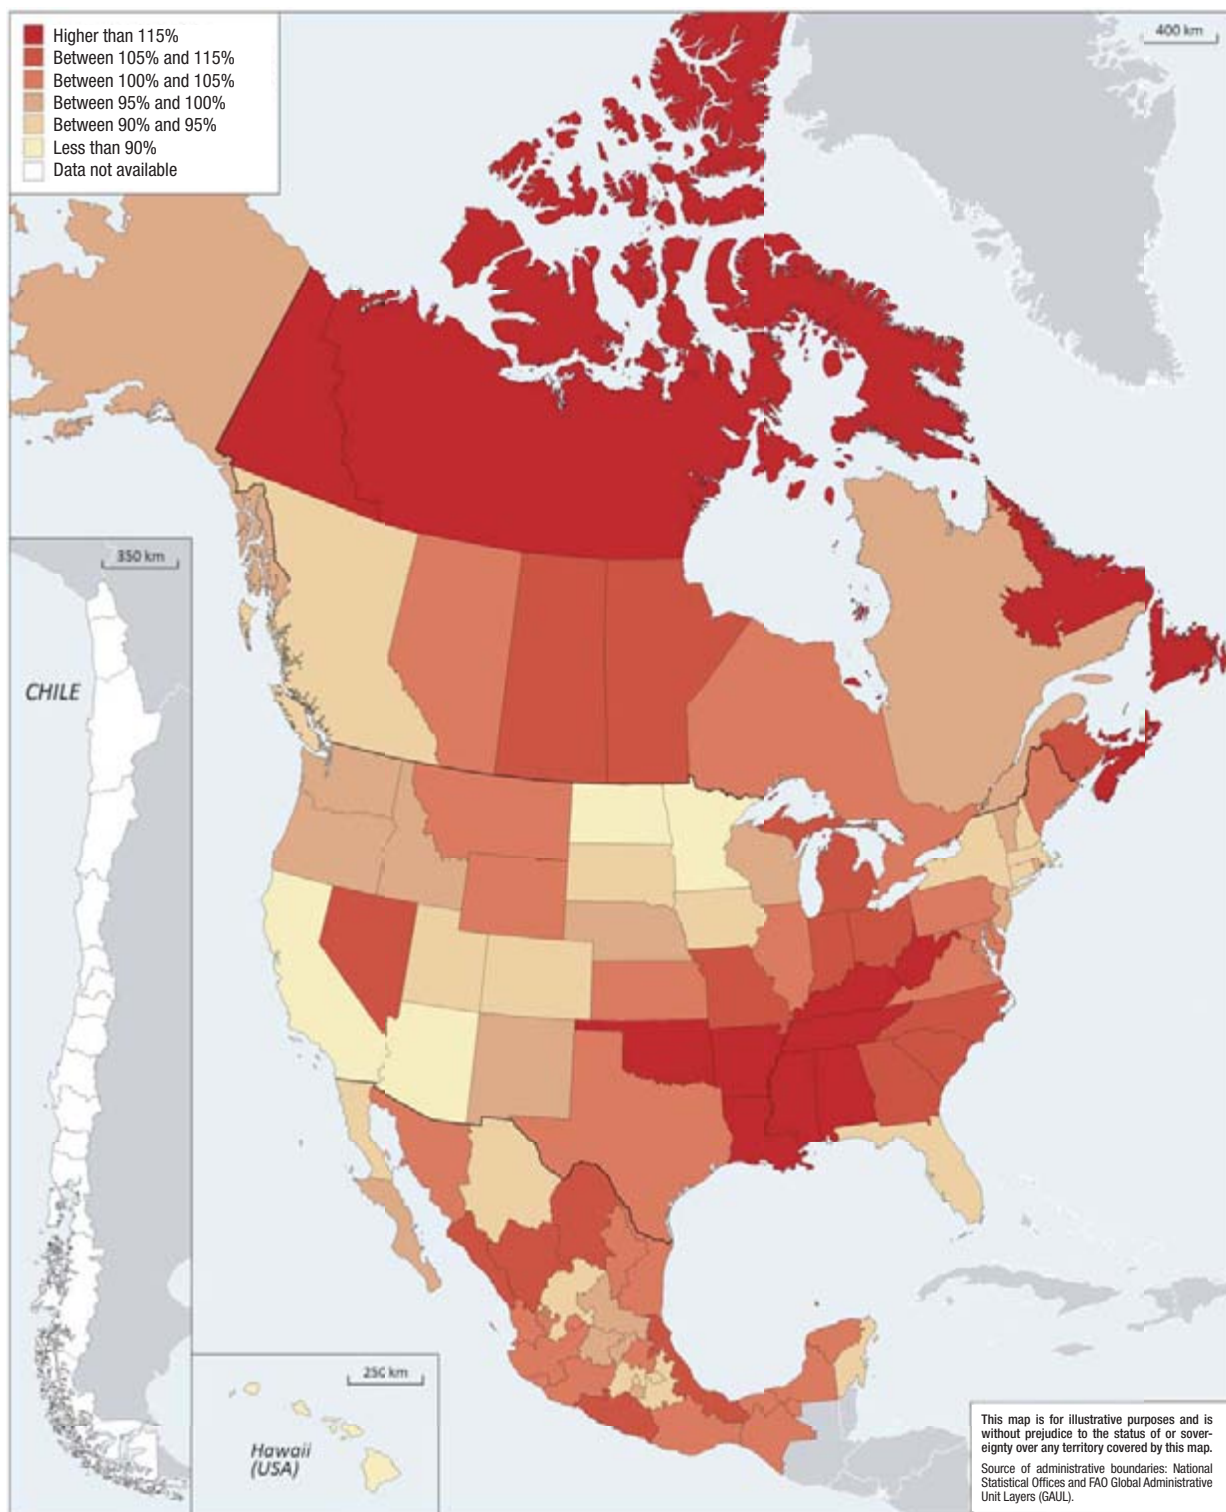 Higher than 115%
Between 105% and 115%
Between 100% and 105%
Between 95% and 100%
Between 90% and 95%
Less than 90%
Data not available
400 km
350 km
CHILE
250 km
Hawaii
(USA)
This map is for illustrative purposes and is
without prejudice to the status of or sover-
eignty over any territory covered by this map.
Source of administrative boundaries: National
Statistical Offices and FAO Global Administrative
Unit Layers (GAUL).